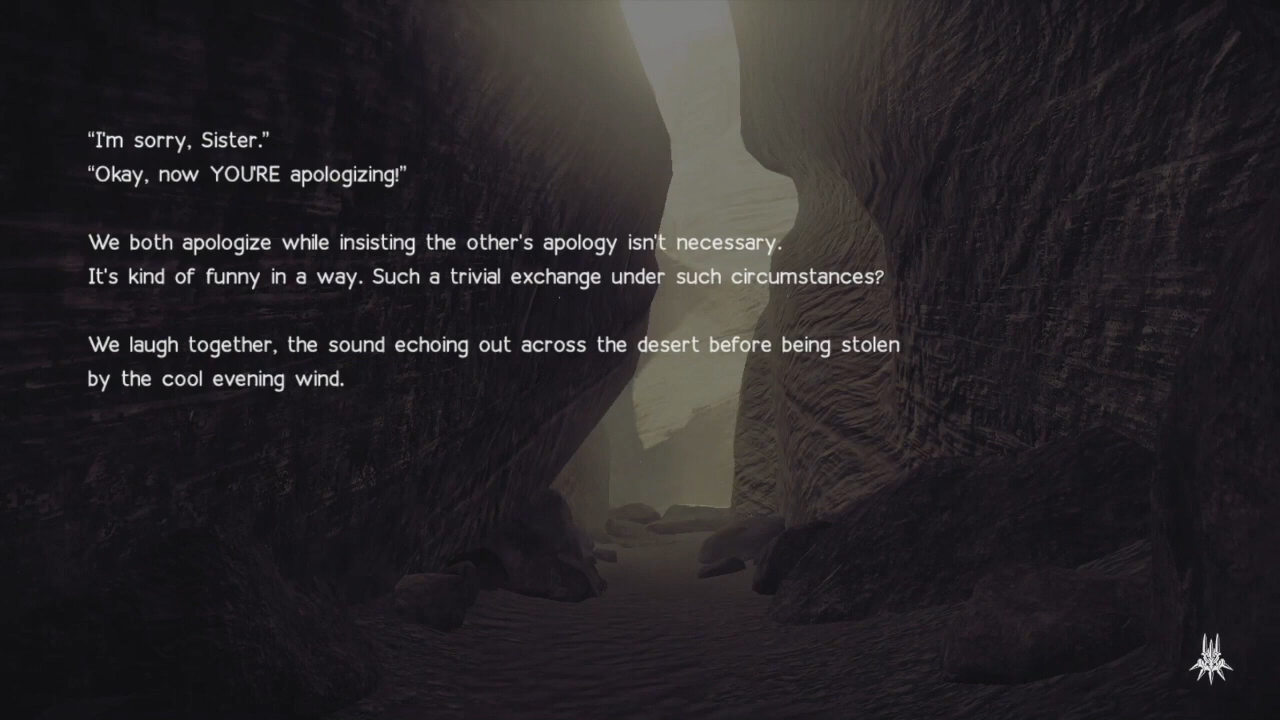 “I'm sorry, Sister.”
“Okay, now YOU'RE apologizing!”
We both apologize while insisting the other's apology isn't necessary.
It's kind of funny in a way. Such a trivial exchange under such circumstances?
We laugh together, the sound echoing out across the desert before being stolen
by the cool evening wind.